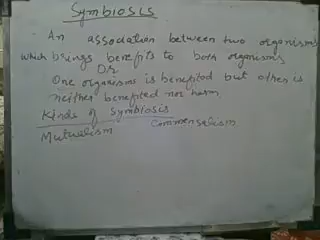 Symbiosis
An association between two organisms
which brings benefits to both organisms
OR
One organisms is benefited but other is
neither benefited nor harm
Kinds of Symbiosis
Mutualism Commensalism